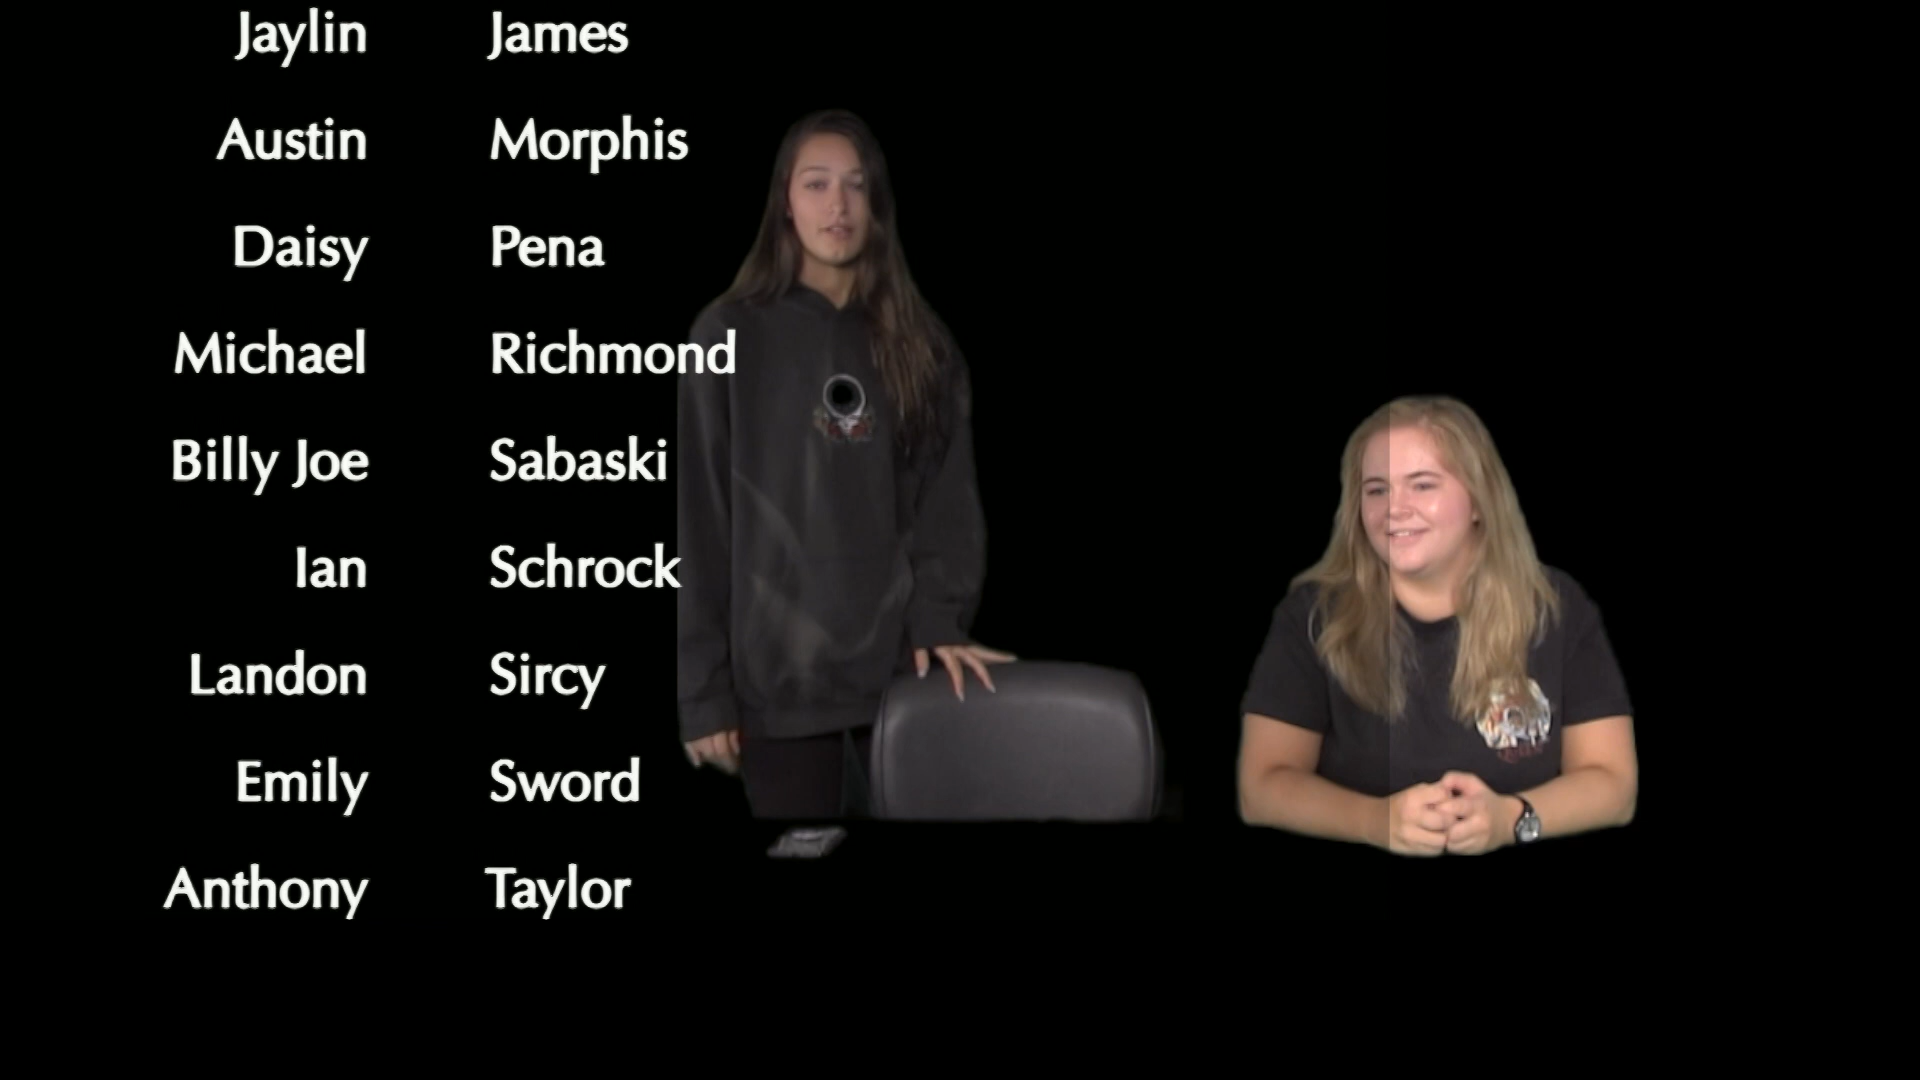 Jaylin James
Austin Morphis
Daisy Pena
Michael Richmond
Billy Joe Sabaski
Ian Schrock
Landon Sircy
Emily Sword
Anthony Taylor